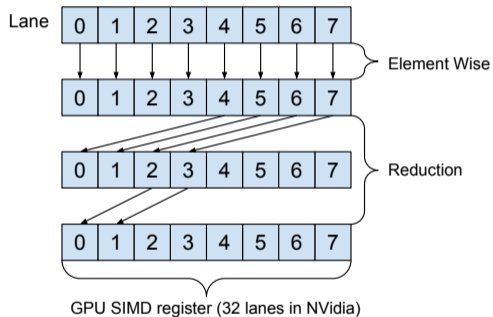 Lane 0 1 2 3 4 5 6 7
Element Wise
0 1 2 3 4 5 6 7
0 1 2 3 4 5 6 7
Reduction
0 1 2 3 4 5 6 7
GPU SIMD register (32 lanes in NVidia)